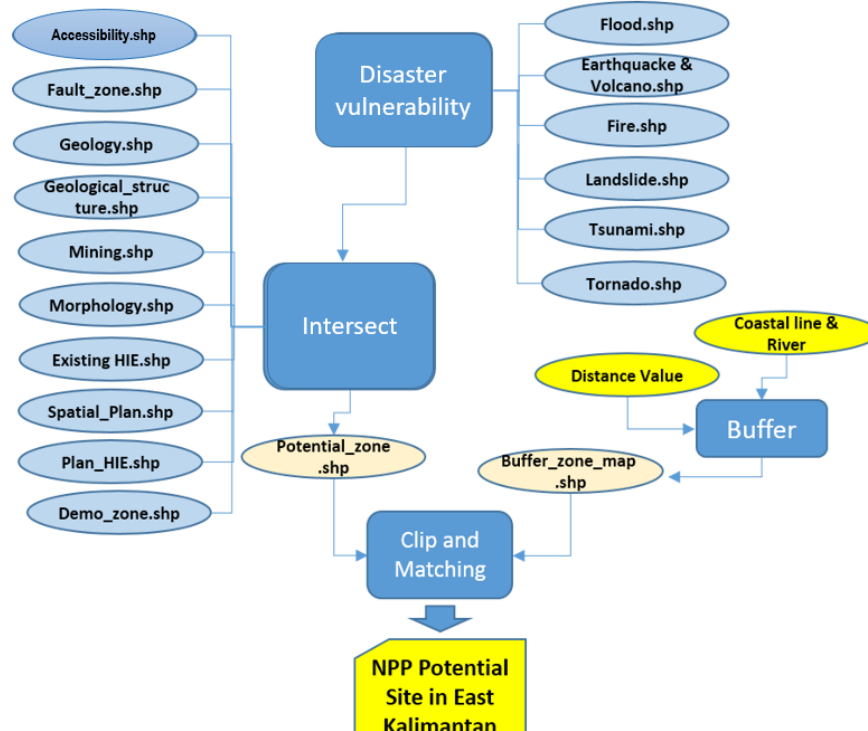 Accessibility.shp
Fault_zone.shp
Geology.shp
Geological_struc
ture.shp
Mining.shp
Morphology.shp
Existing HIE.shp
Spatial_Plan.shp
Plan_HIE.shp
Demo_zone.shp
Disaster
vulnerability
Intersect
Potential_zone
.shp
Flood.shp
Earthquacke &
Volcano.shp
Fire.shp
Landslide.shp
Tsunami.shp
Tornado.shp
Coastal line &
River
Distance Value
Buffer
Buffer_zone_map
.shp
Clip and
Matching
NPP Potential
Site in East
Kalimantan